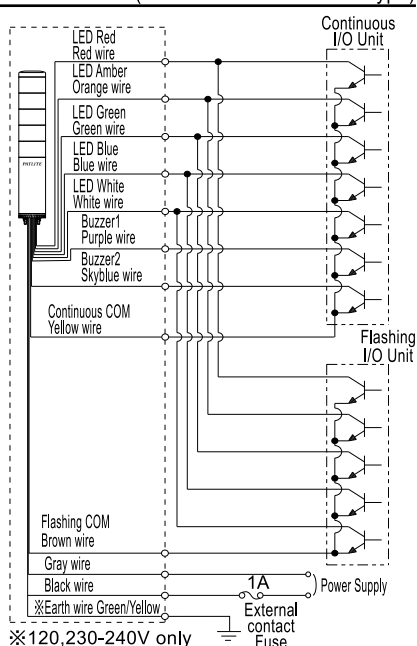 Continuous
I/O Unit
LED Red
Red wire
LED Amber
Orange wire
LED Green
Green wire
LED Blue
Blue wire
LED White
White wire
Buzzer1
Purple wire
Buzzer2
Skyblue wire
Continuous COM
Yellow wire
Flashing
I/O Unit
Flashing COM
Brown wire
Gray wire
Black wire
1A
Power Supply
※Earth wire Green/Yellow
External
contact
Fuse
※120,230-240V only